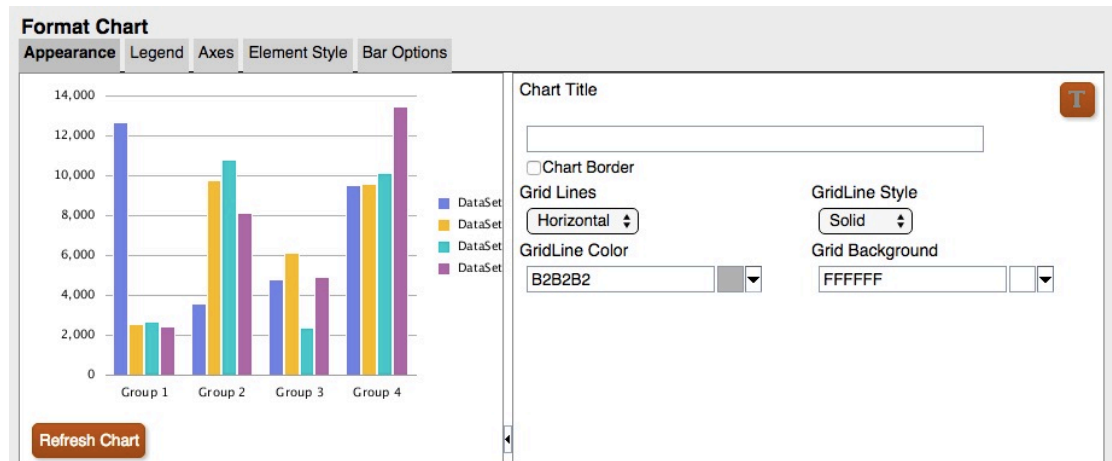 Format Chart
Appearance Legend Axes Element Style Bar Options
14,000
12,000
10,000
8,000
6,000
4,000
2,000
0
Group 1 Group 2 Group 3 Group 4
DataSet
DataSet
DataSet
DataSet
Refresh Chart
Chart Title
T
Chart Border
Grid Lines GridLine Style
Horizontal Solid
GridLine Color Grid Background
B2B2B2 FFFFFF